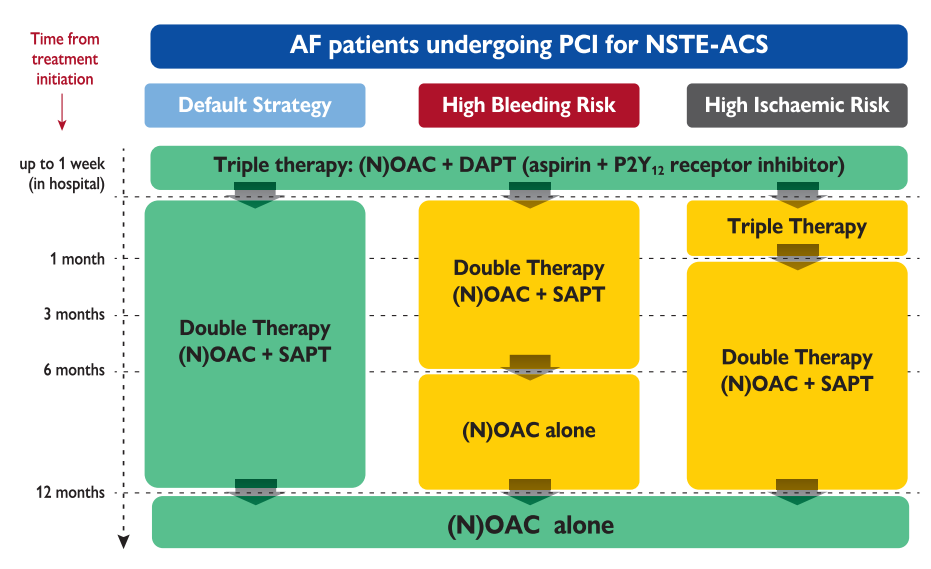 Time from
treatment
initiation
AF patients undergoing PCI for NSTE-ACS
Default Strategy
High Bleeding Risk
High Ischaemic Risk
up to 1 week
(in hospital)
Triple therapy: (N)OAC + DAPT (aspirin + P2Y₁₂ receptor inhibitor)
Triple Therapy
1 month
Double Therapy
(N)OAC + SAPT
3 months
Double Therapy
(N)OAC + SAPT
Double Therapy
(N)OAC + SAPT
6 months
(N)OAC alone
12 months
(N)OAC alone